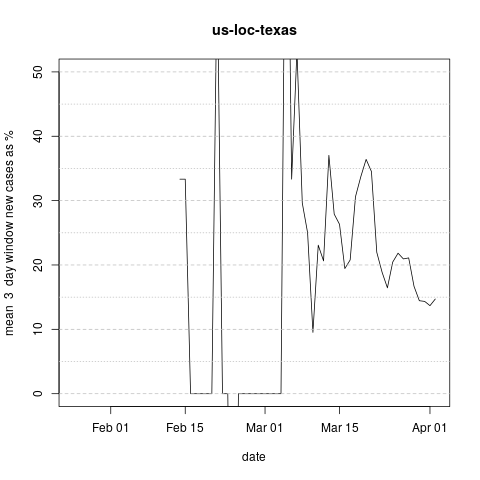 us-loc-texas
mean 3 day window new cases as %
50
40
30
20
10
0
Feb 01
Feb 15
Mar 01
Mar 15
Apr 01
date